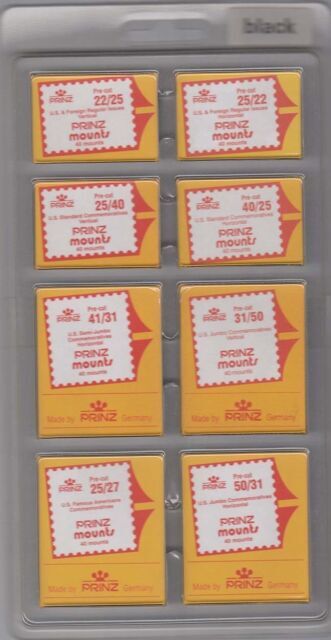 black
PRINZ
Pre-cut
22/25
U.S. & Foreign Regular Issues
Vertical
PRINZ
mounts
40 mounts
PRINZ
Pre-cut
25/22
U.S. & Foreign Regular Issues
Horizontal
PRINZ
mounts
40 mounts
PRINZ
Pre-cut
25/40
U.S. Standard Commemoratives
Vertical
PRINZ
mounts
40 mounts
PRINZ
Pre-cut
40/25
U.S. Standard Commemoratives
Horizontal
PRINZ
mounts
40 mounts
PRINZ
Pre-cut
41/31
U.S. Semi-Jumbo
Commemoratives
Horizontal
PRINZ
mounts
40 mounts
Made by PRINZ Germany
PRINZ
Pre-cut
31/50
U.S. Jumbo Commemoratives
Vertical
PRINZ
mounts
40 mounts
Made by PRINZ Germany
PRINZ
Pre-cut
25/27
U.S. Famous Americans
Commemoratives
PRINZ
mounts
40 mounts
Made by PRINZ Germany
PRINZ
Pre-cut
50/31
U.S. Jumbo Commemoratives
Horizontal
PRINZ
mounts
40 mounts
Made by PRINZ Germany